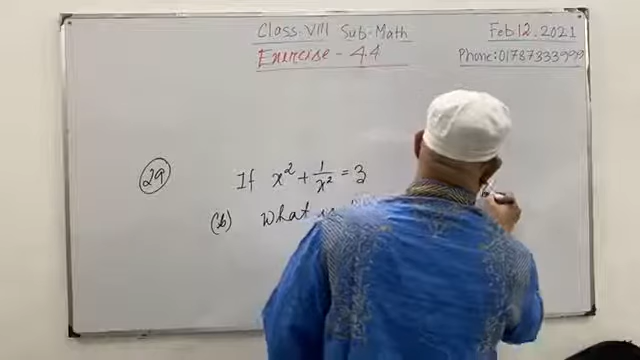 Class-VIII Sub-Math Feb 12. 2021
Exercise - 4.4 Phone: 01787333999
29 If x² + 1/x² = 3
(b) What is